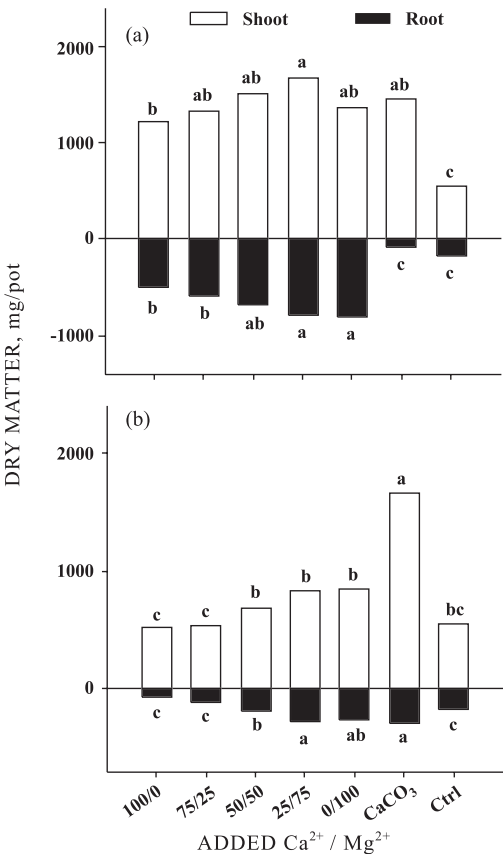 (a) Shoot Root
2000
a
ab ab ab ab
b
1000
c
0
c c
b b ab a a
-1000
DRY MATTER, mg/pot
(b)
2000
a
1000
b b
b
c c bc
0
c c b a ab a c
100/0 75/25 50/50 25/75 0/100 CaCO₃ Ctrl
ADDED Ca²⁺ / Mg²⁺